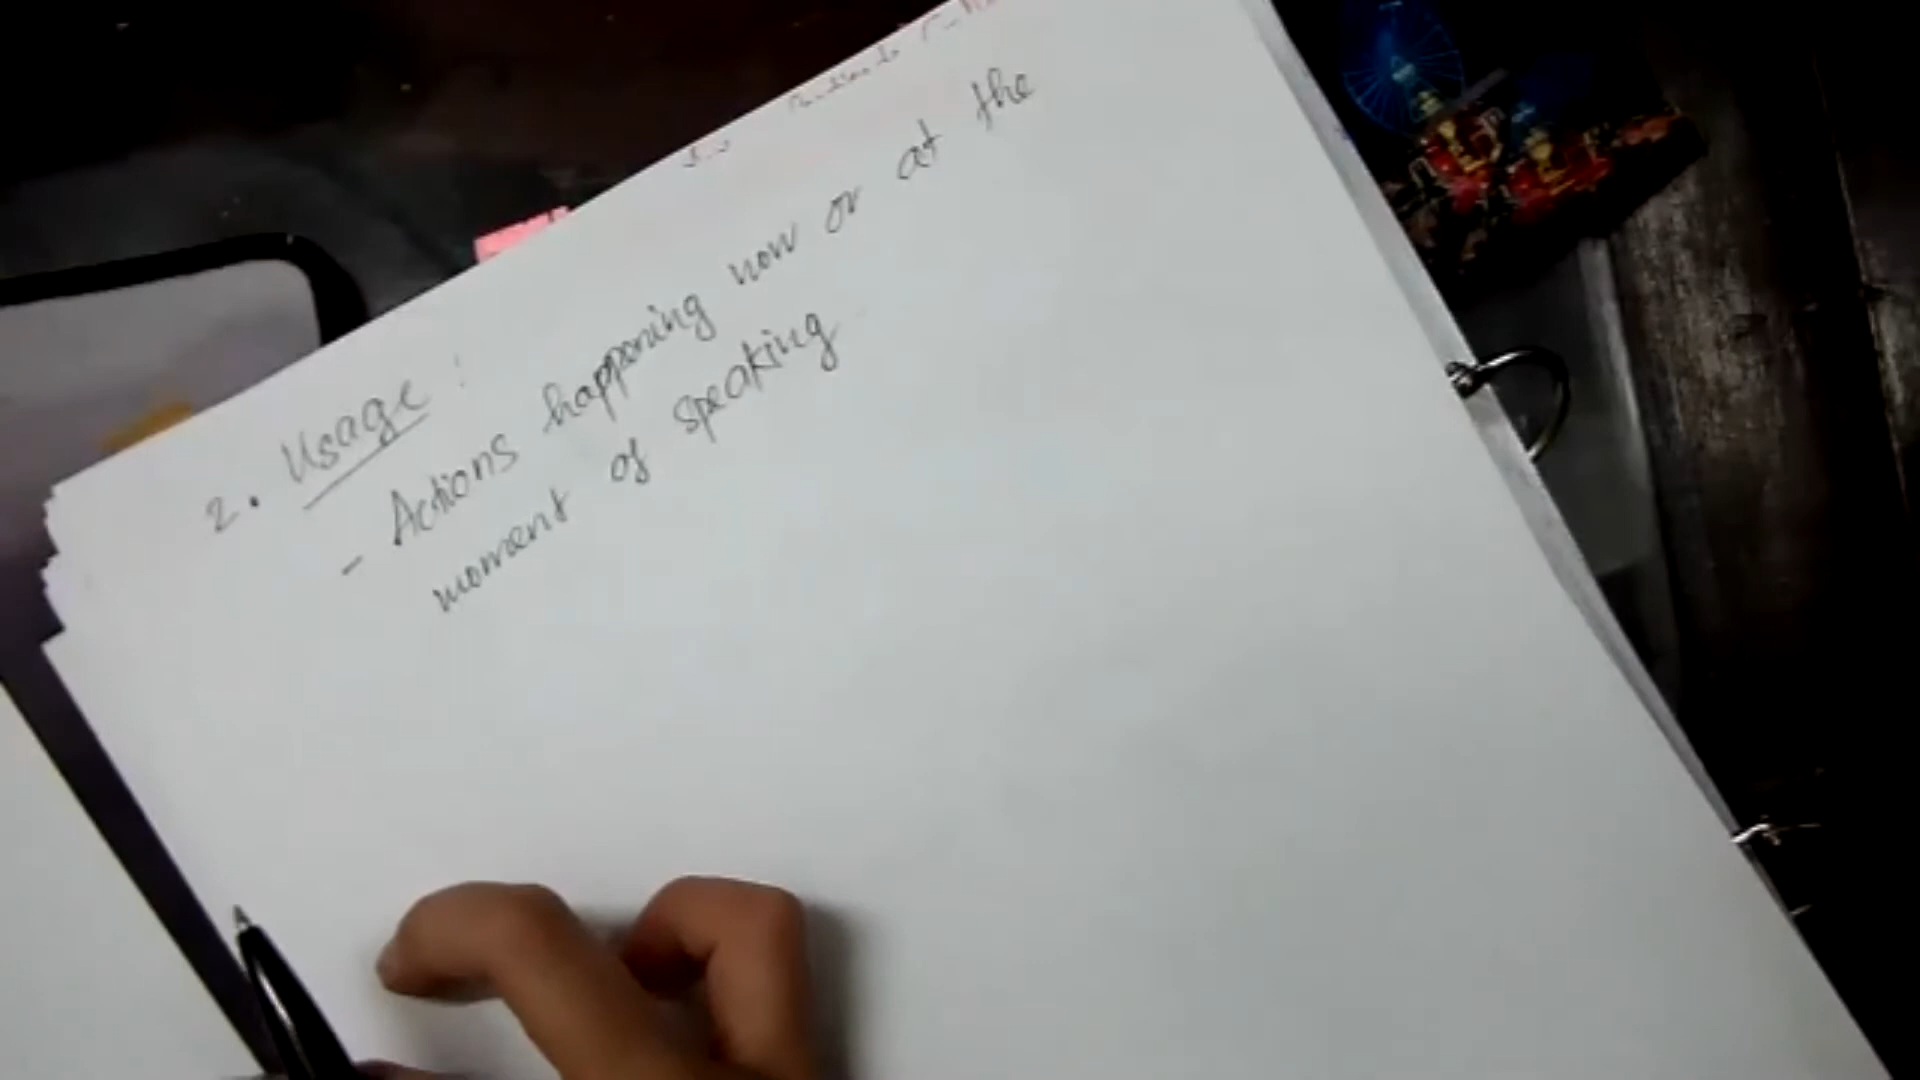 2. Usage :
- Actions happening now or at the
moment of speaking